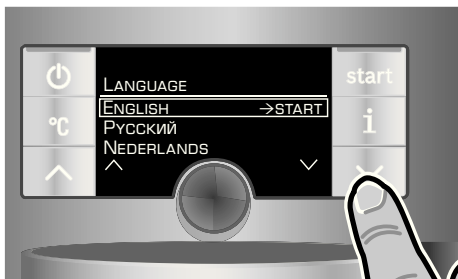 LANGUAGE
ENGLISH →START
РУССКИЙ
NEDERLANDS
start
°C
i